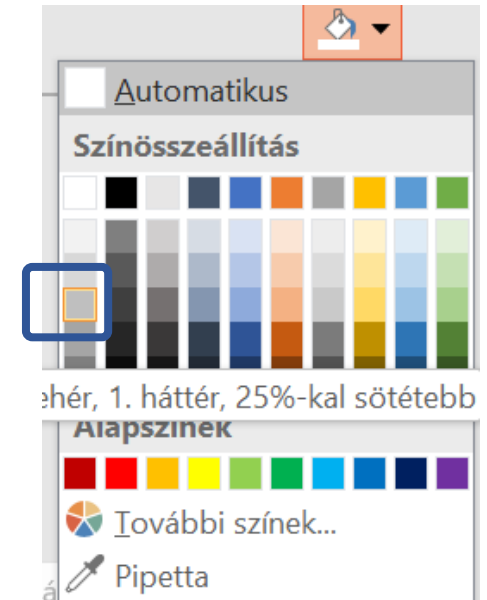 Automatikus
Színösszeállítás
ehér, 1. háttér, 25%-kal sötétebb
Alapszínek
További színek...
Pipetta
á